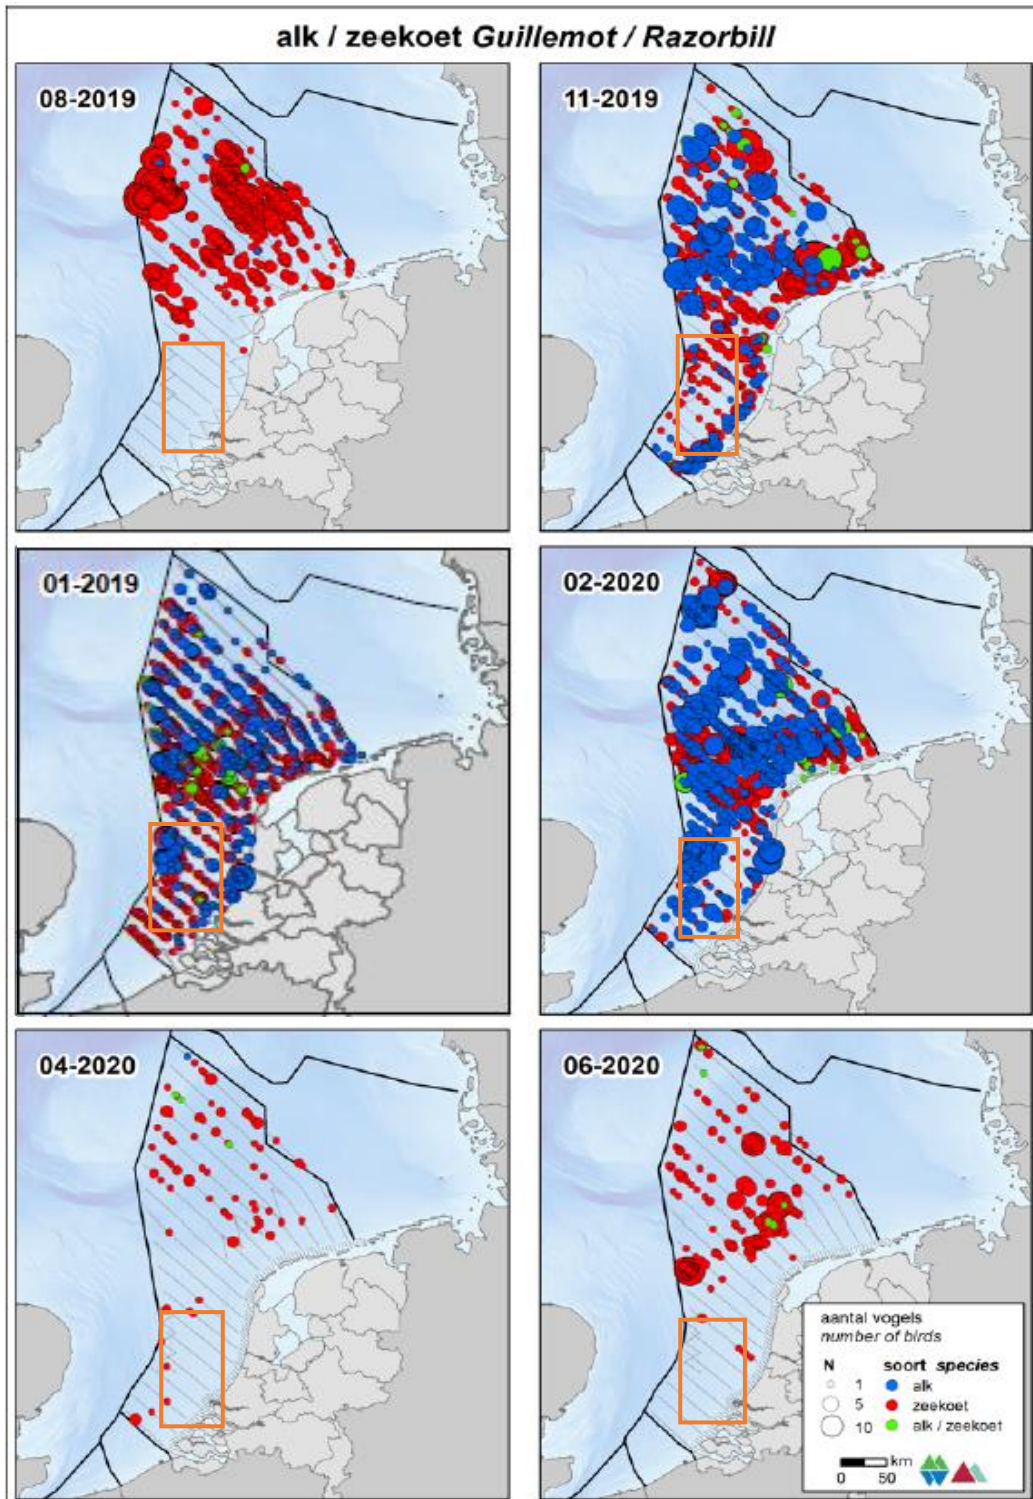 alk / zeekoet Guillemot / Razorbill
08-2019
11-2019
01-2019
02-2020
04-2020
06-2020
aantal vogels
number of birds
N soort species
1 alk
5 zeekoet
10 alk / zeekoet
km
0 50